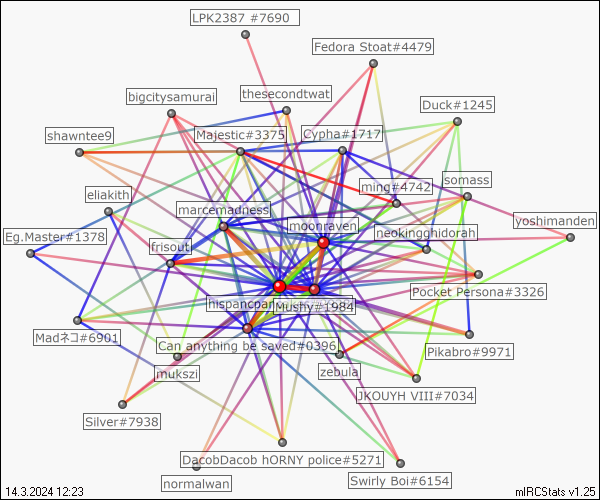 LPK2387 #7690
Fedora Stoat#4479
bigcitysamurai
thesecondtwat
Duck#1245
shawntee9
Majestic#3375
Cypha#1717
ming#4742
somass
eliakith
marcemadness
moonraven
yoshimanden
Eg.Master#1378
frisouti
neokingghidorah
Pocket Persona#3326
hispancpar
Mushy#1984
Madネコ#6901
Can anything be saved#0396
Pikabro#9971
mukszi
zebula
JKOUYH VIII#7034
Silver#7938
DacobDacob hORNY police#5271
normalwan
Swirly Boi#6154
14.3.2024 12:23
mIRCStats v1.25